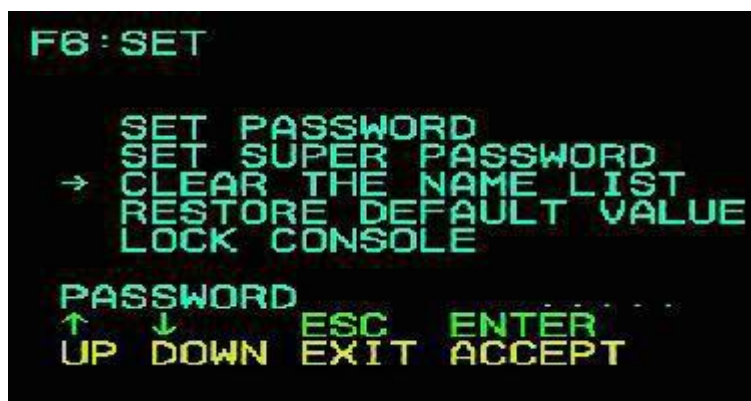 F6:SET
SET PASSWORD
SET SUPER PASSWORD
→ CLEAR THE NAME LIST
RESTORE DEFAULT VALUE
LOCK CONSOLE
PASSWORD .....
↑ ↓ ESC ENTER
UP DOWN EXIT ACCEPT